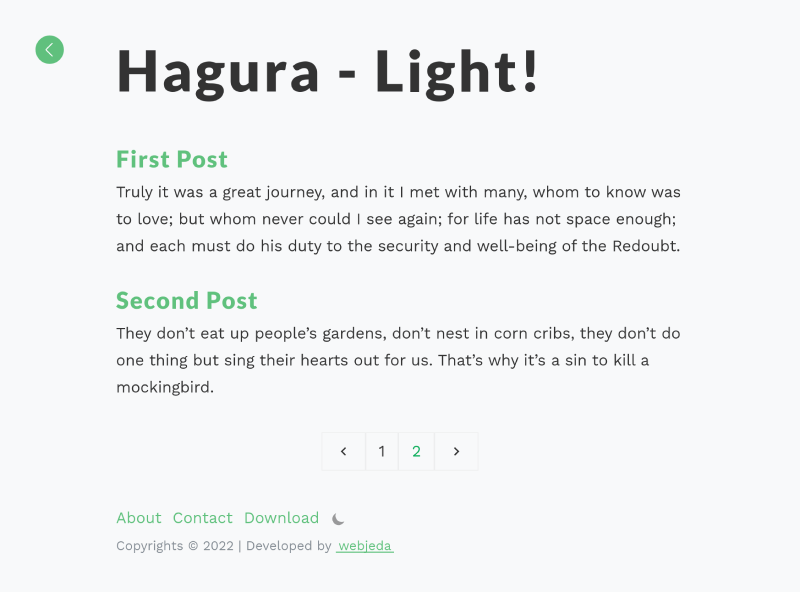 Hagura - Light!
First Post
Truly it was a great journey, and in it I met with many, whom to know was
to love; but whom never could I see again; for life has not space enough;
and each must do his duty to the security and well-being of the Redoubt.
Second Post
They don’t eat up people’s gardens, don’t nest in corn cribs, they don’t do
one thing but sing their hearts out for us. That’s why it’s a sin to kill a
mockingbird.
1 2
About Contact Download
Copyrights © 2022 | Developed by webjeda